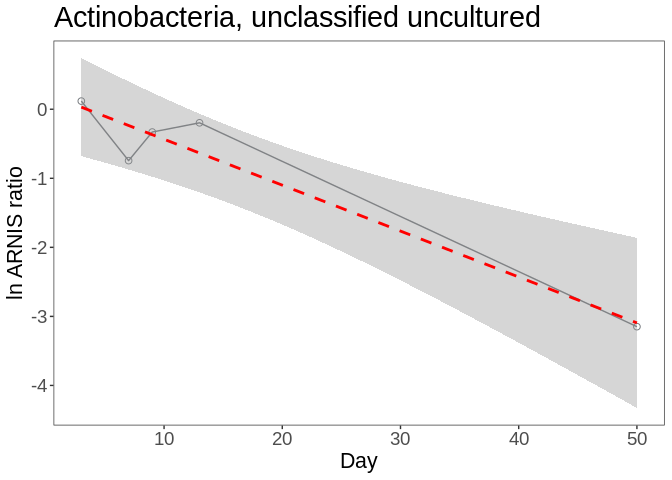 Actinobacteria, unclassified uncultured
ln ARNIS ratio
0
-1
-2
-3
-4
10 20 30 40 50
Day